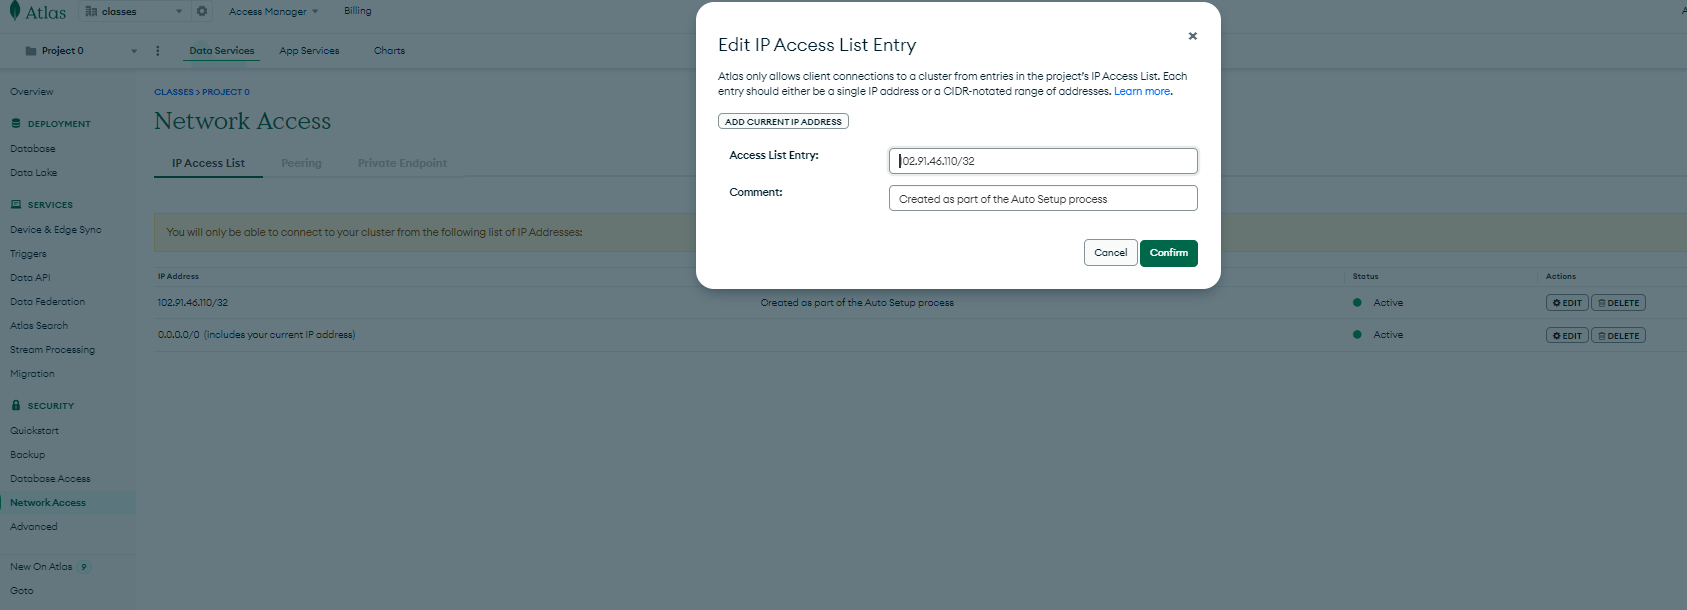 Atlas
classes
Access Manager
Billing
Project 0
Data Services
App Services
Charts
Overview
DEPLOYMENT
Database
Data Lake
SERVICES
Device & Edge Sync
Triggers
Data API
Data Federation
Atlas Search
Stream Processing
Migration
SECURITY
Quickstart
Backup
Database Access
Network Access
Advanced
New On Atlas 9
Goto
CLASSES > PROJECT 0
Network Access
IP Access List
Peering
Private Endpoint
You will only be able to connect to your cluster from the following list of IP Addresses:
IP Address
Status
Actions
102.91.46.110/32
Created as part of the Auto Setup process
Active
EDIT
DELETE
0.0.0.0/0 (includes your current IP address)
Active
EDIT
DELETE
Edit IP Access List Entry
×
Atlas only allows client connections to a cluster from entries in the project's IP Access List. Each
entry should either be a single IP address or a CIDR-notated range of addresses. Learn more.
ADD CURRENT IP ADDRESS
Access List Entry:
02.91.46.110/32
Comment:
Created as part of the Auto Setup process
Cancel
Confirm